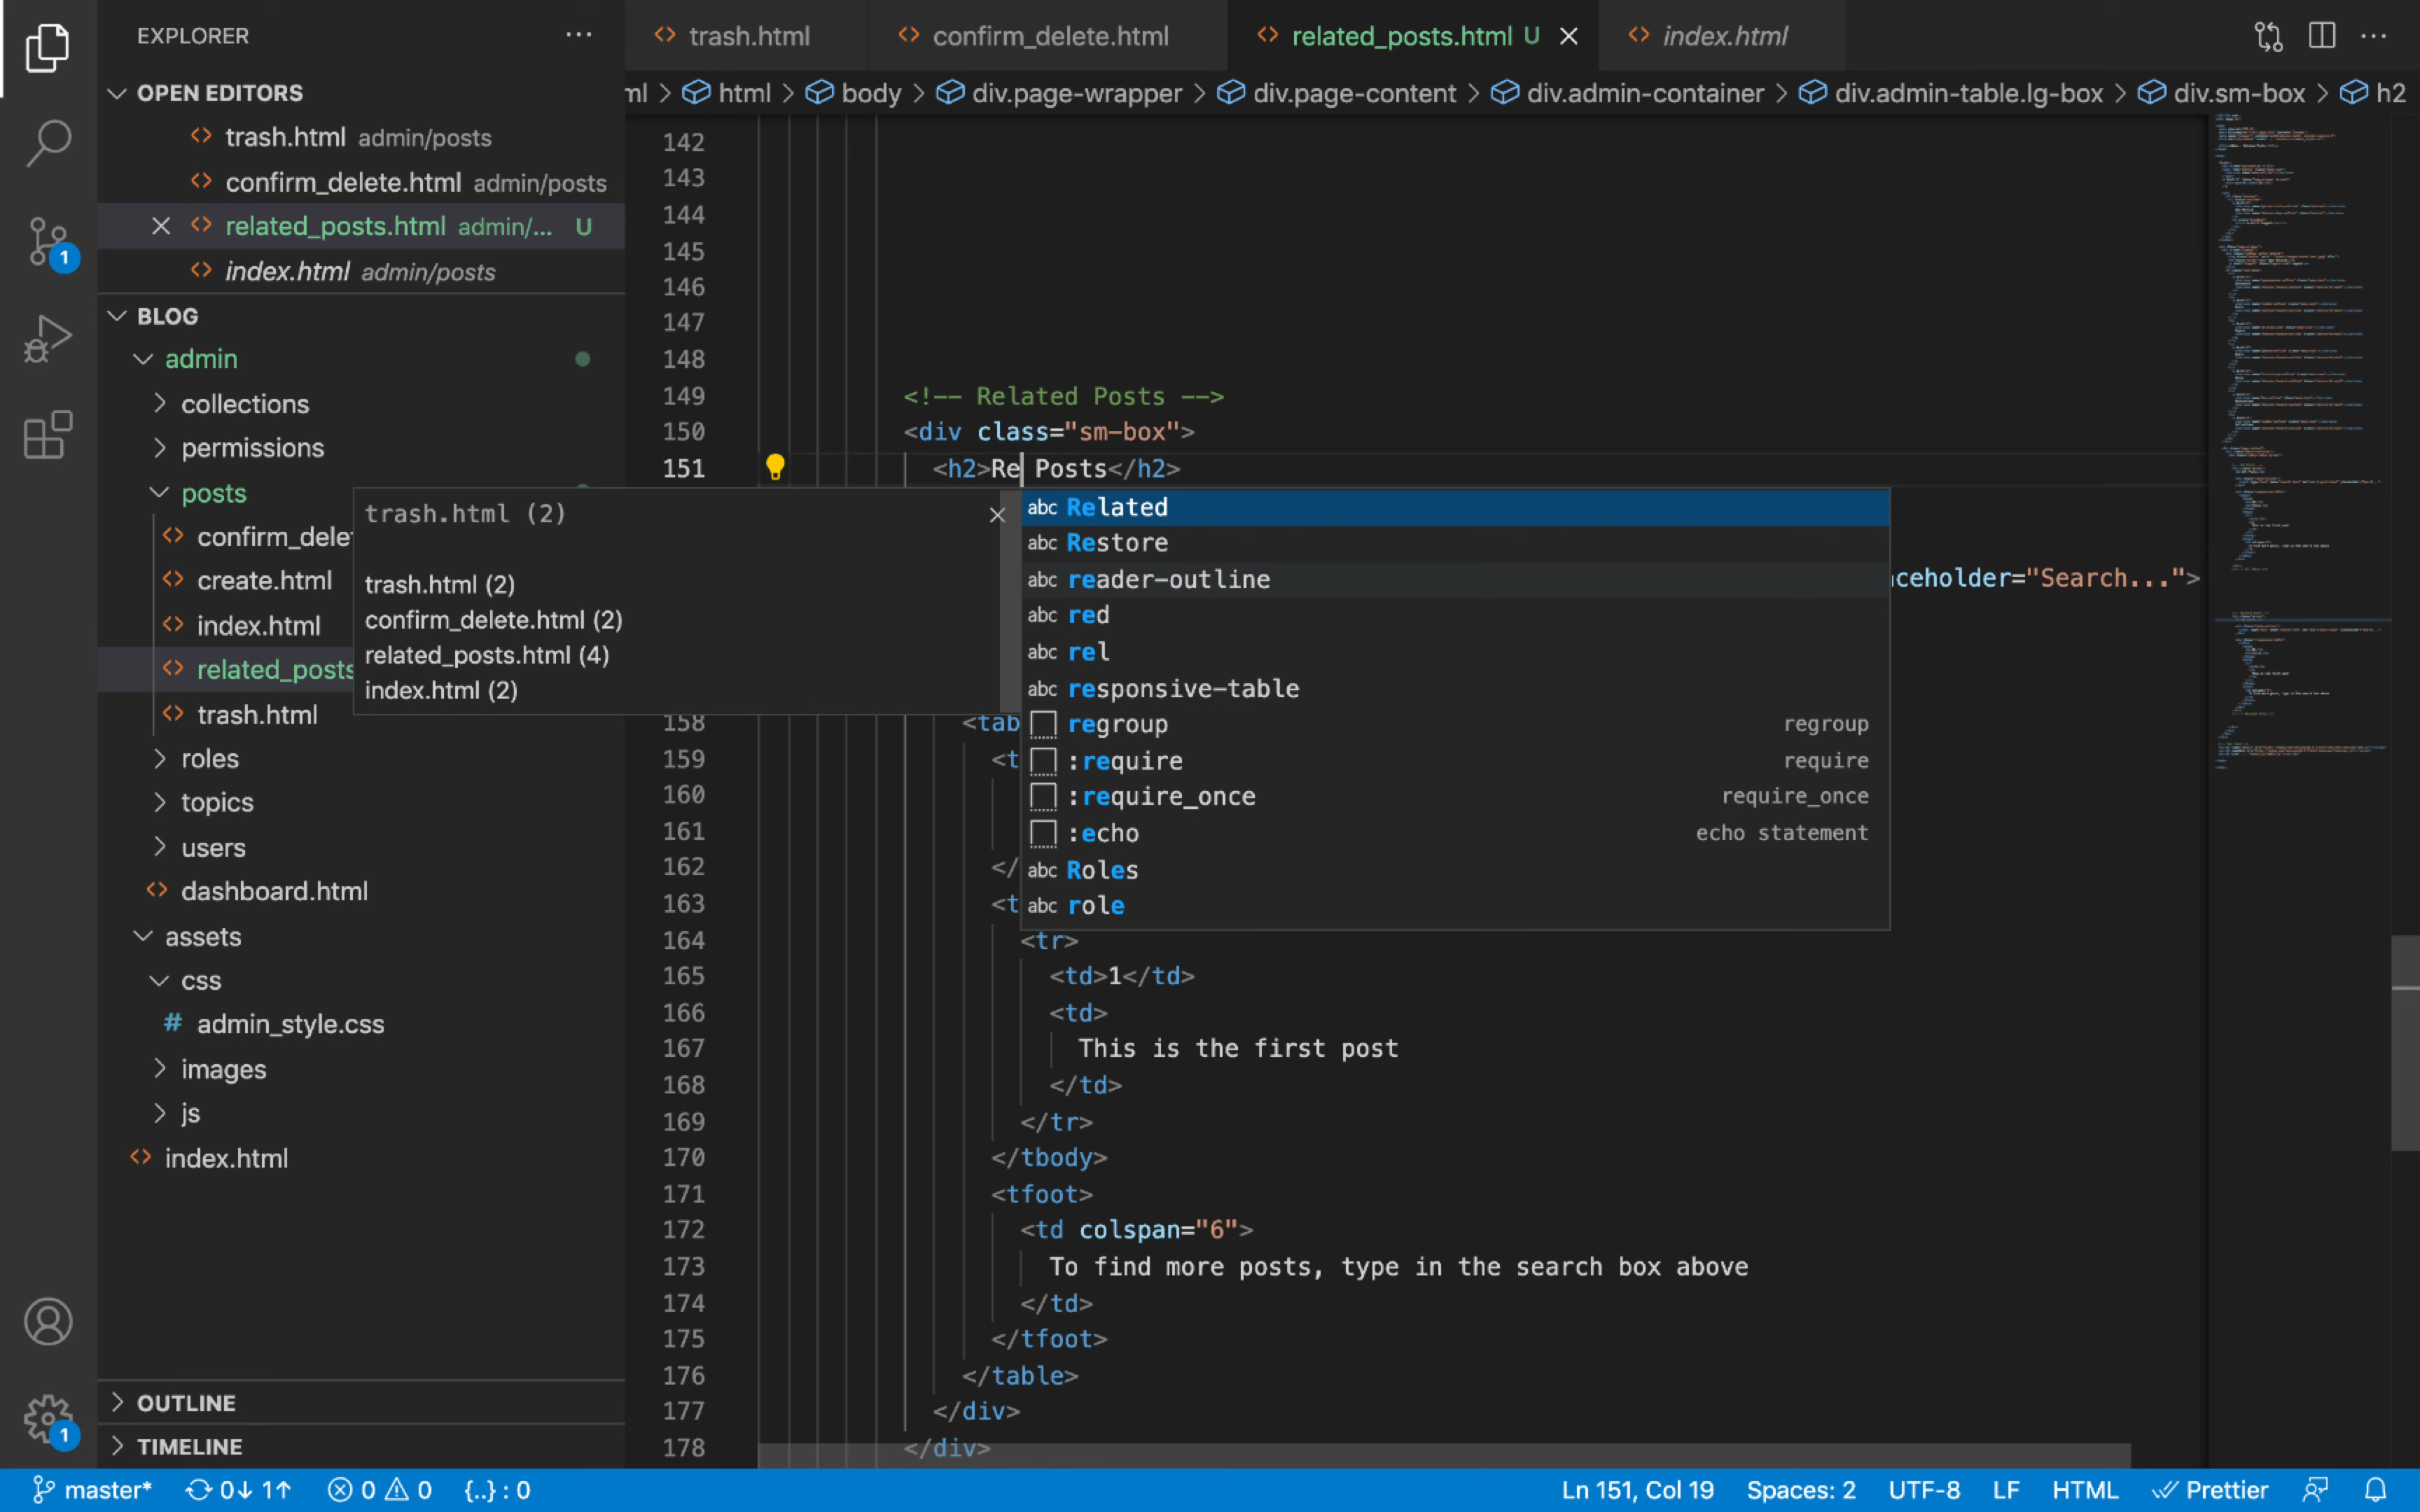 EXPLORER
OPEN EDITORS
trash.html admin/posts
confirm_delete.html admin/posts
related_posts.html admin/... U
index.html admin/posts
BLOG
admin
collections
permissions
posts
confirm_dele
create.html
index.html
related_posts
trash.html
roles
topics
users
dashboard.html
assets
css
# admin_style.css
images
js
index.html
OUTLINE
TIMELINE
1
1
trash.html
confirm_delete.html
related_posts.html U
index.html
ml > html > body > div.page-wrapper > div.page-content > div.admin-container > div.admin-table.lg-box > div.sm-box > h2
142
143
144
145
146
147
148
149 <!-- Related Posts -->
150 <div class="sm-box">
151 <h2>Re Posts</h2>
ceholder="Search...">
trash.html (2)
trash.html (2)
confirm_delete.html (2)
related_posts.html (4)
index.html (2)
abc Related
abc Restore
abc reader-outline
abc red
abc rel
abc responsive-table
regroup regroup
:require require
:require_once require_once
:echo echo statement
abc Roles
abc role
158 <tab
159 <t
160
161
162 </
163 <t
164 <tr>
165 <td>1</td>
166 <td>
167 This is the first post
168 </td>
169 </tr>
170 </tbody>
171 <tfoot>
172 <td colspan="6">
173 To find more posts, type in the search box above
174 </td>
175 </tfoot>
176 </table>
177 </div>
178 </div>
master* 0↓ 1↑ 0 0 {..} : 0 Ln 151, Col 19 Spaces: 2 UTF-8 LF HTML Prettier